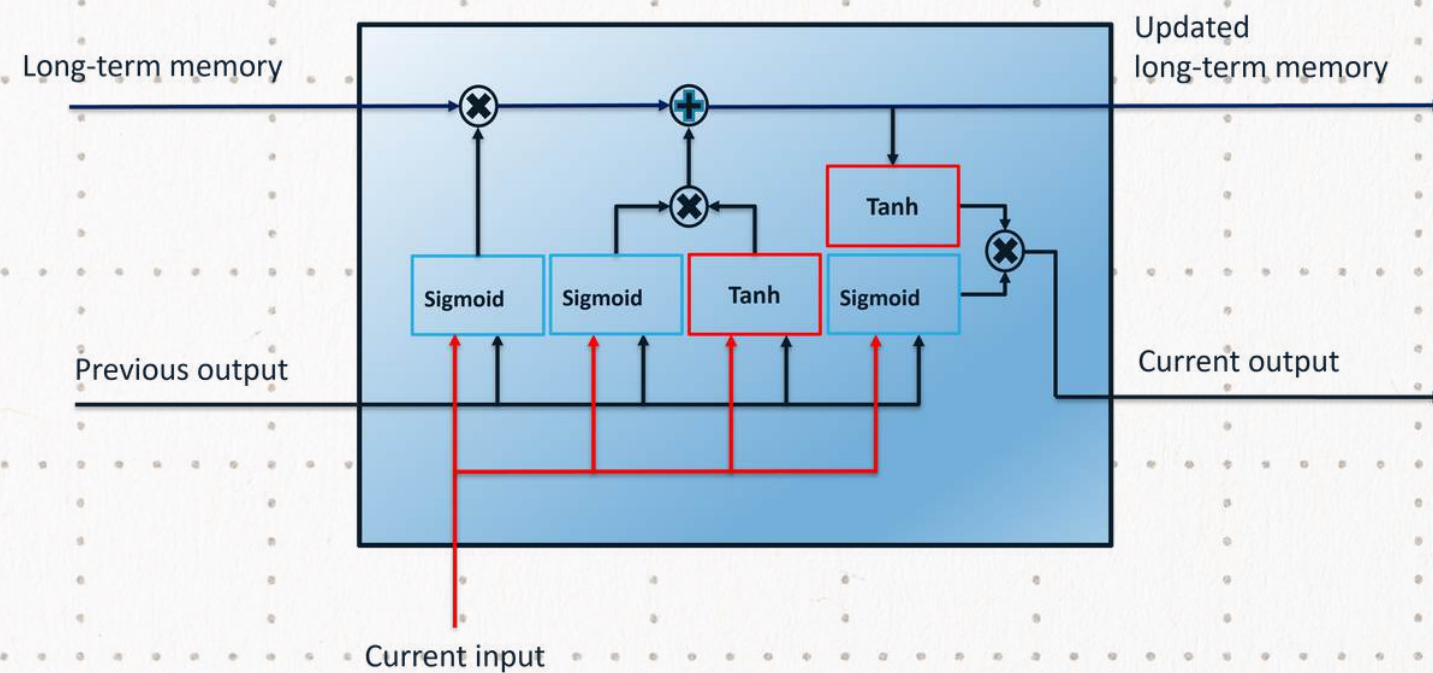 Updated
long-term memory
Long-term memory
Tanh
Sigmoid
Sigmoid
Tanh
Sigmoid
Previous output
Current output
Current input